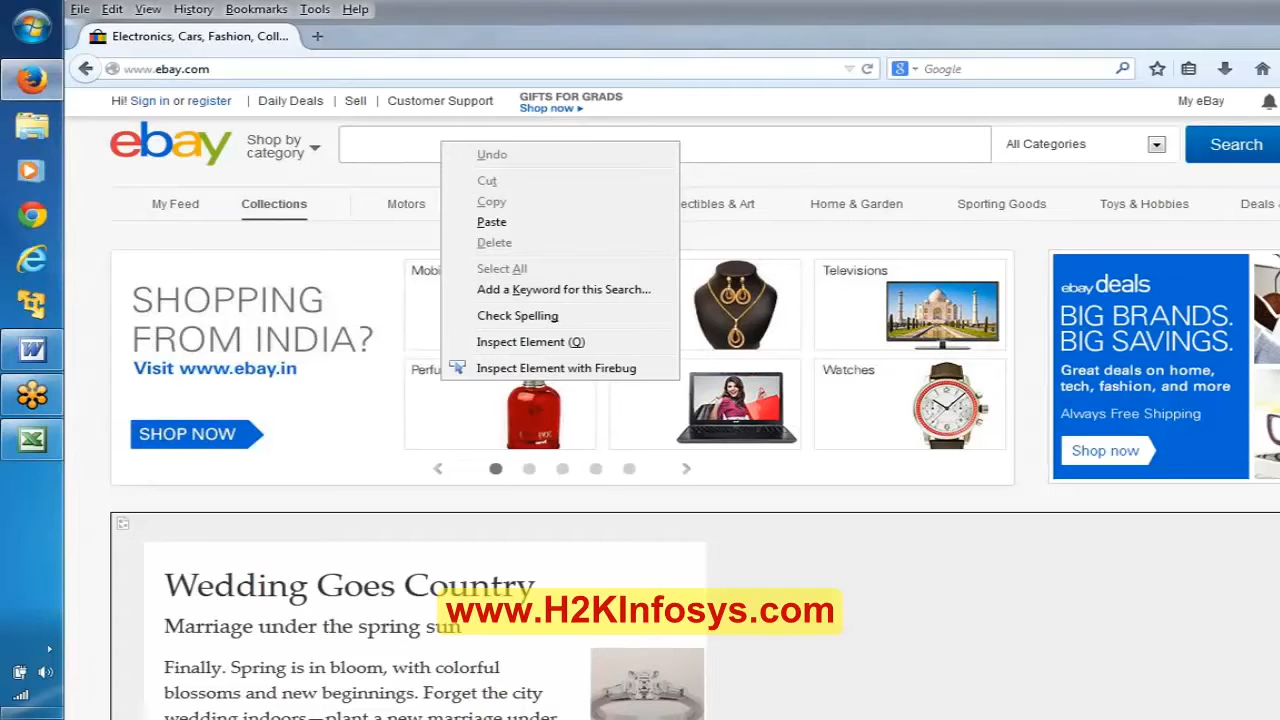 File Edit View History Bookmarks Tools Help
Electronics, Cars, Fashion, Coll...
www.ebay.com
Google
Hi! Sign in or register
Daily Deals
Sell
Customer Support
GIFTS FOR GRADS
Shop now ▸
My eBay
ebay
Shop by
category
All Categories
Search
My Feed
Collections
Motors
Home & Garden
Sporting Goods
Toys & Hobbies
Deals
Undo
Cut
Copy
Paste
Delete
Select All
Add a Keyword for this Search...
Check Spelling
Inspect Element (Q)
Inspect Element with Firebug
SHOPPING
FROM INDIA?
Visit www.ebay.in
SHOP NOW
Televisions
Watches
ebay deals
BIG BRANDS.
BIG SAVINGS.
Great deals on home,
tech, fashion, and more
Always Free Shipping
Shop now
Wedding Goes Country
Marriage under the spring sun
Finally. Spring is in bloom, with colorful
blossoms and new beginnings. Forget the city
wedding indoors—plant a new marriage under
www.H2KInfosys.com